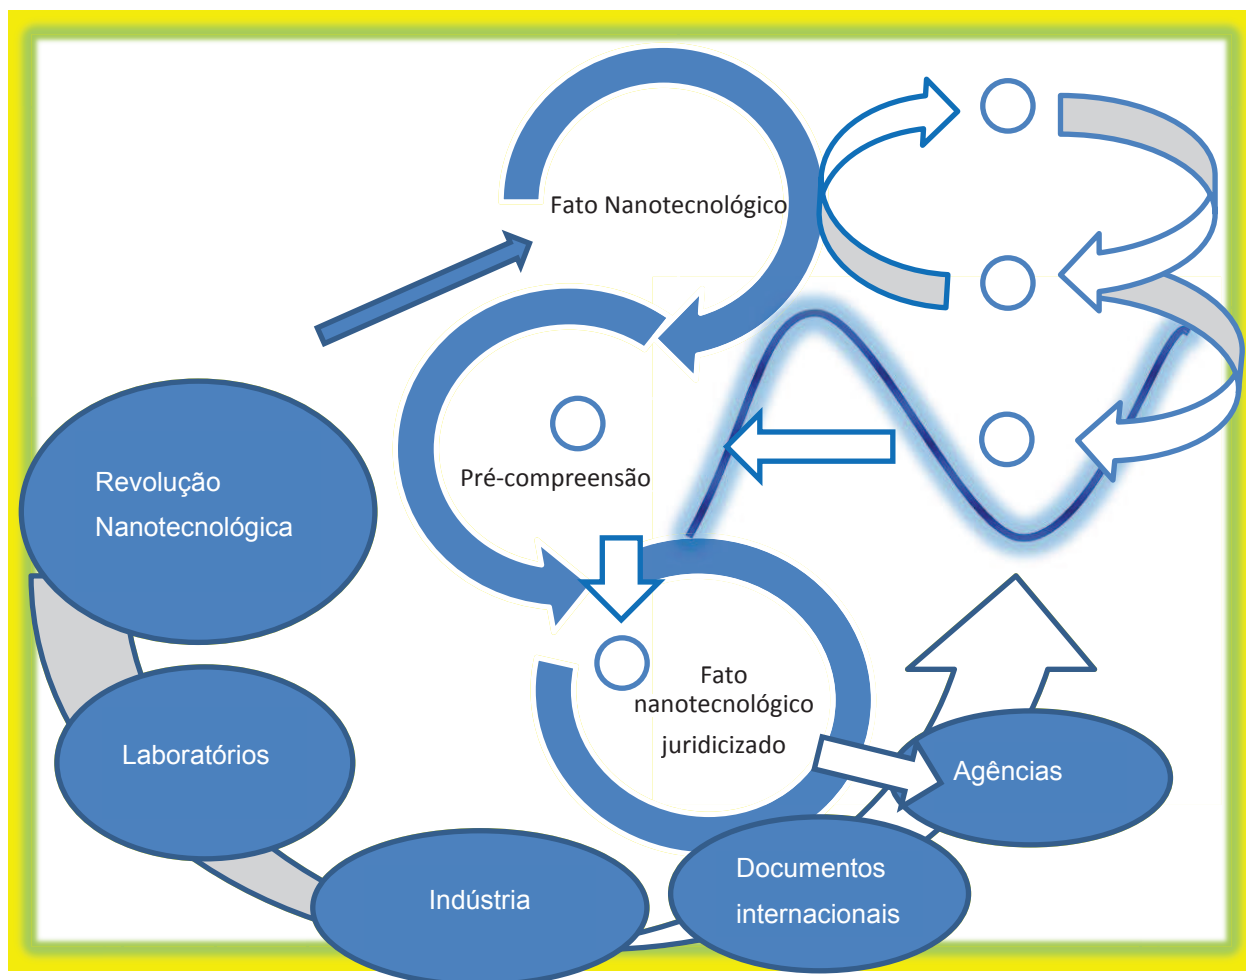 Fato Nanotecnológico
Pré-compreensão
Revolução
Nanotecnológica
Fato
nanotecnológico
juridicizado
Laboratórios
Agências
Indústria
Documentos
internacionais